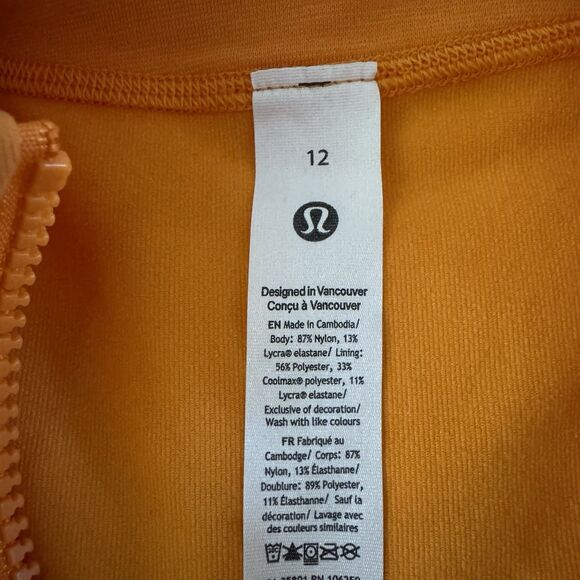 12
Designed in Vancouver
Conçu à Vancouver
EN Made in Cambodia/
Body: 87% Nylon, 13%
Lycra® elastane/ Lining:
56% Polyester, 33%
Coolmax® polyester, 11%
Lycra® elastane/
Exclusive of decoration/
Wash with like colours
FR Fabriqué au
Cambodge/ Corps: 87%
Nylon, 13% Élasthanne/
Doublure: 89% Polyester,
11% Élasthanne/ Sauf la
décoration/ Lavage avec
des couleurs similaires
RN 106259